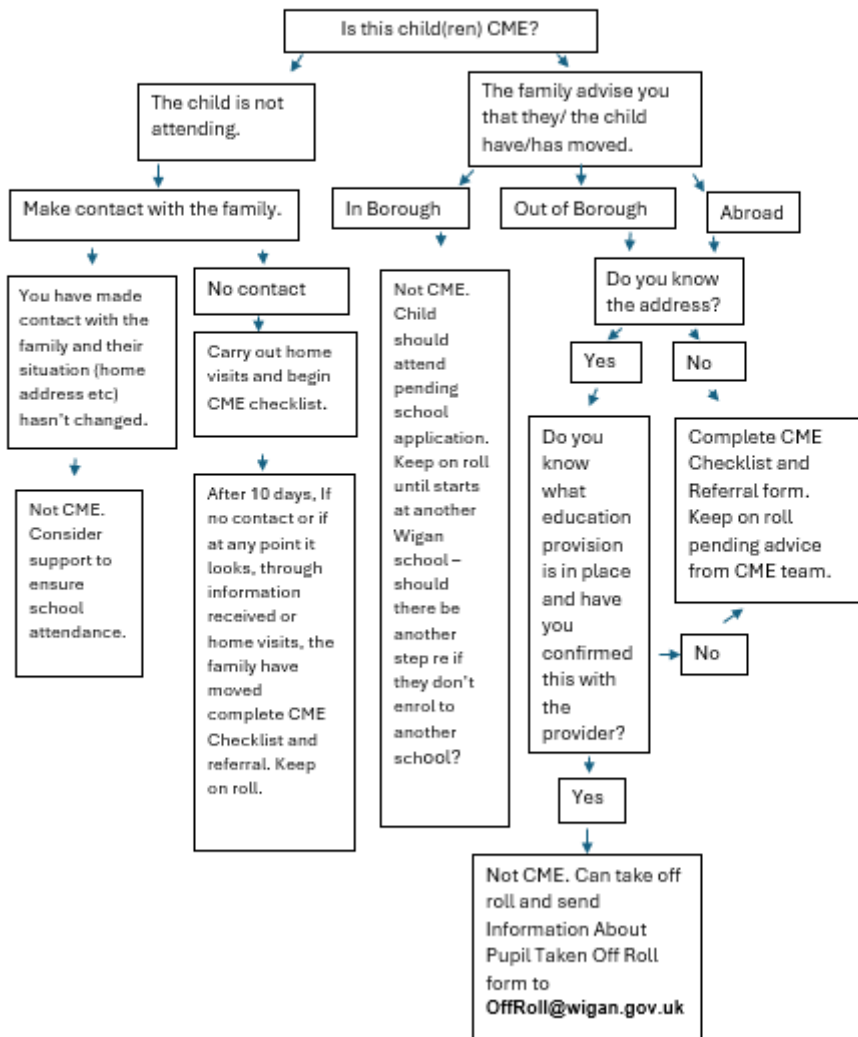 Is this child(ren) CME?
The child is not
attending.
The family advise you
that they/ the child
have/has moved.
Make contact with the family.
In Borough
Out of Borough
Abroad
You have made
contact with the
family and their
situation (home
address etc)
hasn't changed.
No contact
Not CME.
Child
should
attend
pending
school
application.
Keep on roll
until starts
at another
Wigan
school –
should
there be
another
step re if
they don't
enrol to
another
school?
Do you know
the address?
Carry out home
visits and begin
CME checklist.
Yes
No
Do you
know
what
education
provision
is in place
and have
you
confirmed
this with
the
provider?
Complete CME
Checklist and
Referral form.
Keep on roll
pending advice
from CME team.
Not CME.
Consider
support to
ensure
school
attendance.
After 10 days, If
no contact or if
at any point it
looks, through
information
received or
home visits, the
family have
moved
complete CME
Checklist and
referral. Keep
on roll.
No
Yes
Not CME. Can take off
roll and send
Information About
Pupil Taken Off Roll
form to
OffRoll@wigan.gov.uk